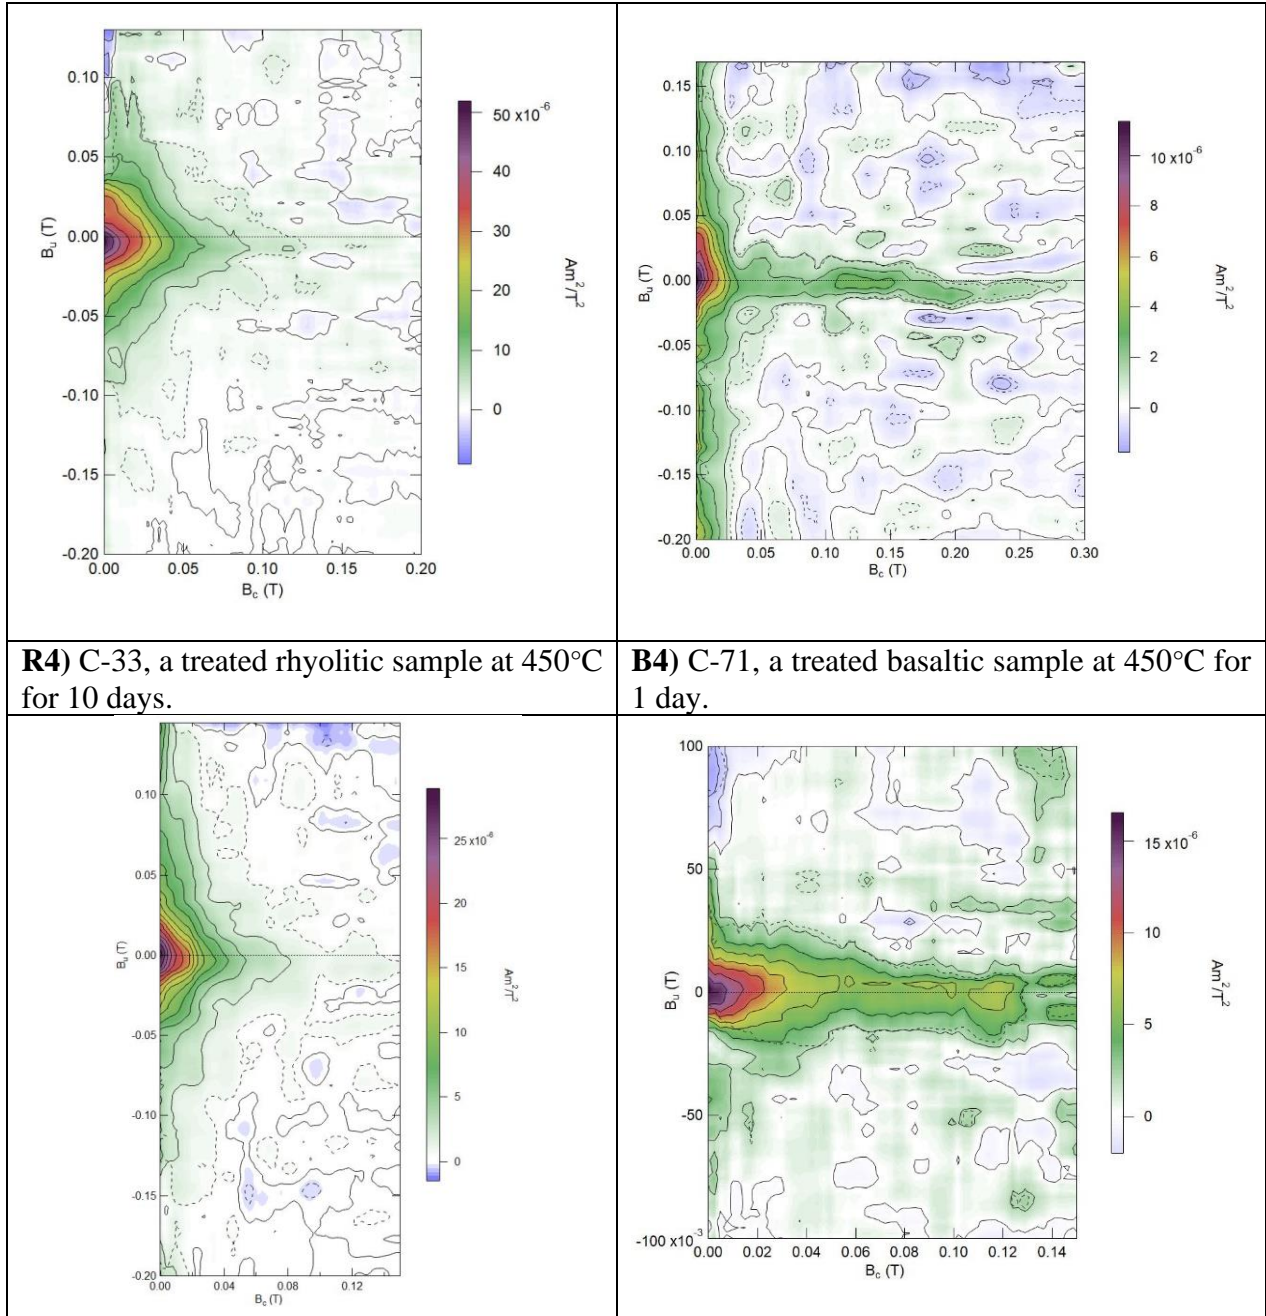 0.10
0.05
0.00
-0.05
-0.10
-0.15
-0.20
Bu (T)
0.00 0.05 0.10 0.15 0.20
Bc (T)
50 x10-6
40
30
20
10
0
Am2/T2
0.15
0.10
0.05
0.00
-0.05
-0.10
-0.15
-0.20
Bu (T)
0.00 0.05 0.10 0.15 0.20 0.25 0.30
Bc (T)
10 x10-6
8
6
4
2
0
Am2/T2
R4) C-33, a treated rhyolitic sample at 450°C
for 10 days.
B4) C-71, a treated basaltic sample at 450°C for
1 day.
0.10
0.05
0.00
-0.05
-0.10
-0.15
-0.20
Bu (T)
0.00 0.04 0.08 0.12
Bc (T)
25 x10-6
20
15
10
5
0
Am2/T2
100
50
0
-50
-100 x10-3
Bu (T)
0.00 0.02 0.04 0.06 0.08 0.10 0.12 0.14
Bc (T)
15 x10-6
10
5
0
Am2/T2